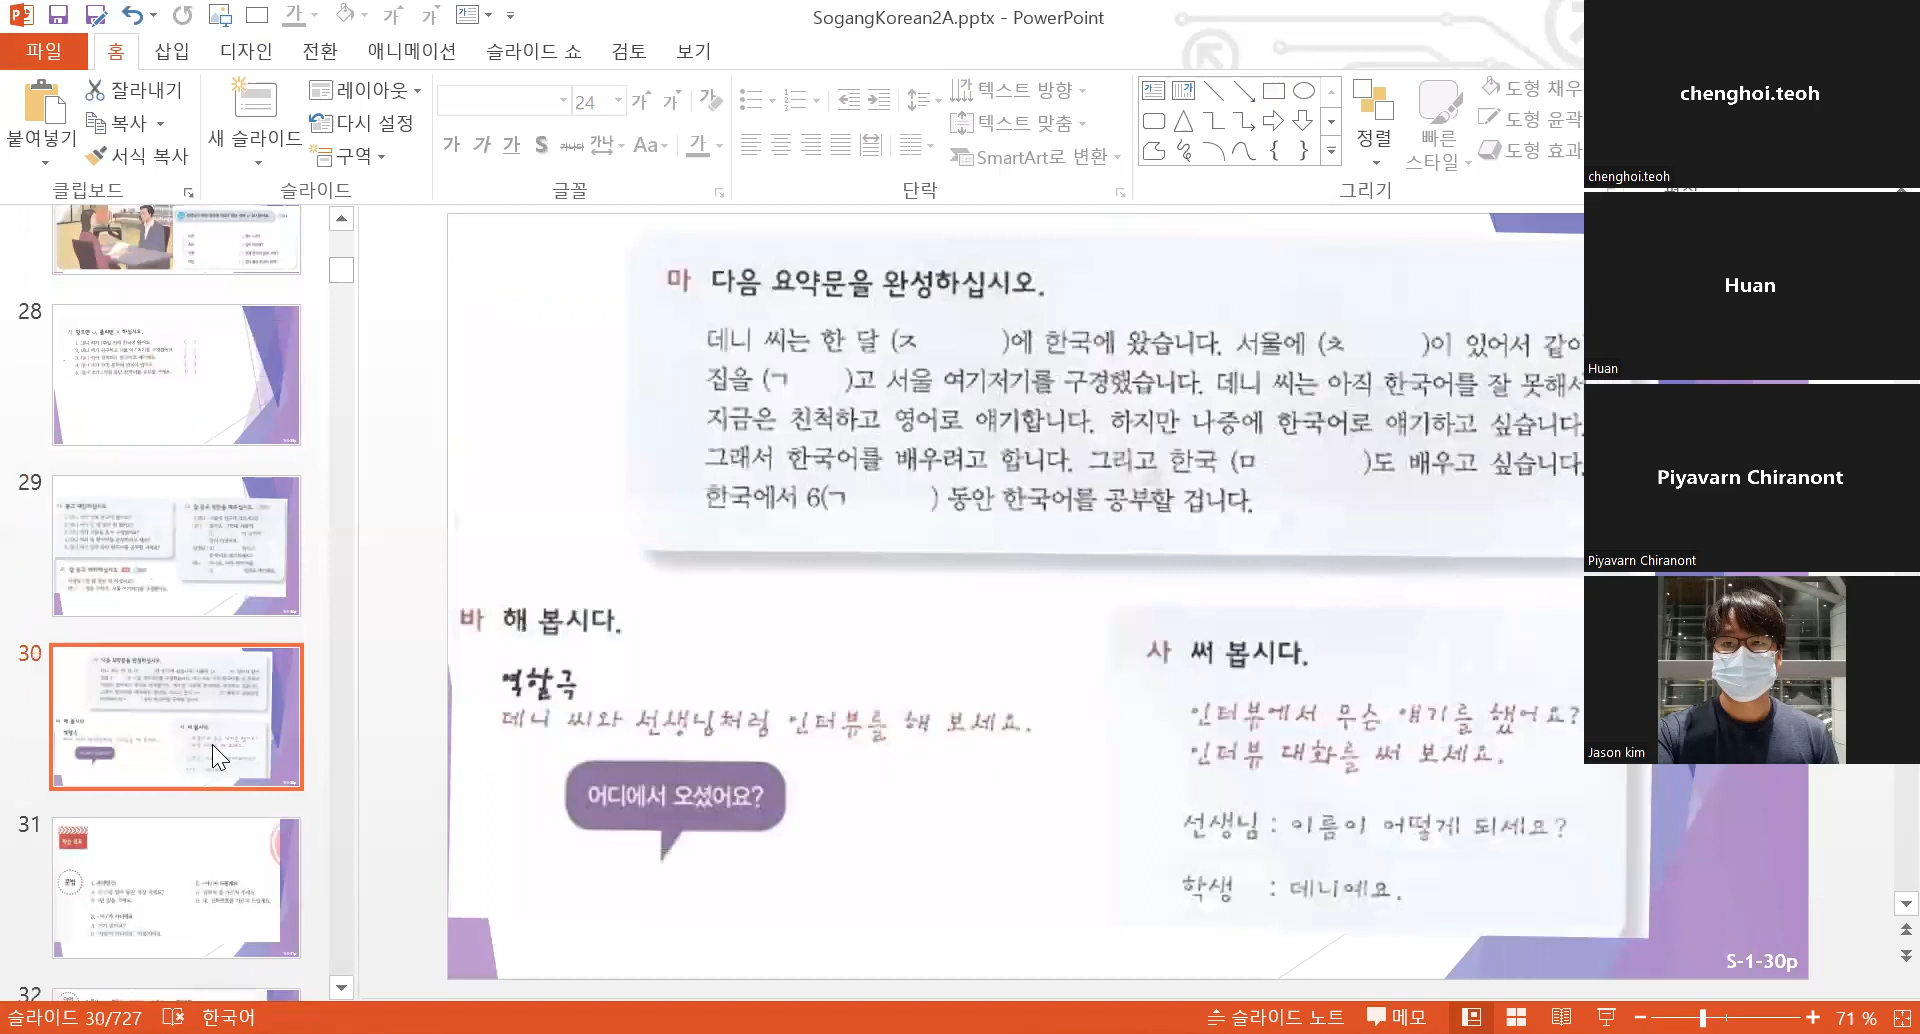 SogangKorean2A.pptx - PowerPoint
파일 홈 삽입 디자인 전환 애니메이션 슬라이드 쇼 검토 보기
붙여넣기
잘라내기
복사
서식 복사
클립보드
새 슬라이드
레이아웃
다시 설정
구역
슬라이드
24
가 가 가 S 가나다 가나 Aa 가
글꼴
텍스트 방향
텍스트 맞춤
SmartArt로 변환
단락
정렬
빠른
스타일
도형 채우
도형 윤곽
도형 효과
그리기
28
29
30
31
32
마 다음 요약문을 완성하십시오.
데니 씨는 한 달 (ㅈ )에 한국에 왔습니다. 서울에 (ㅊ )이 있어서 같이
집을 (ㄱ )고 서울 여기저기를 구경했습니다. 데니 씨는 아직 한국어를 잘 못해서
지금은 친척하고 영어로 얘기합니다. 하지만 나중에 한국어로 얘기하고 싶습니다.
그래서 한국어를 배우려고 합니다. 그리고 한국 (ㅁ )도 배우고 싶습니다.
한국에서 6(ㄱ ) 동안 한국어를 공부할 겁니다.
바 해 봅시다.
역할극
데니 씨와 선생님처럼 인터뷰를 해 보세요.
어디에서 오셨어요?
사 써 봅시다.
인터뷰에서 무슨 얘기를 했어요?
인터뷰 대화를 써 보세요.
선생님 : 이름이 어떻게 되세요?
학생 : 데니예요.
S-1-30p
chenghoi.teoh
chenghoi.teoh
Huan
Huan
Piyavarn Chiranont
Piyavarn Chiranont
Jason kim
슬라이드 30/727 한국어 슬라이드 노트 메모 71 %